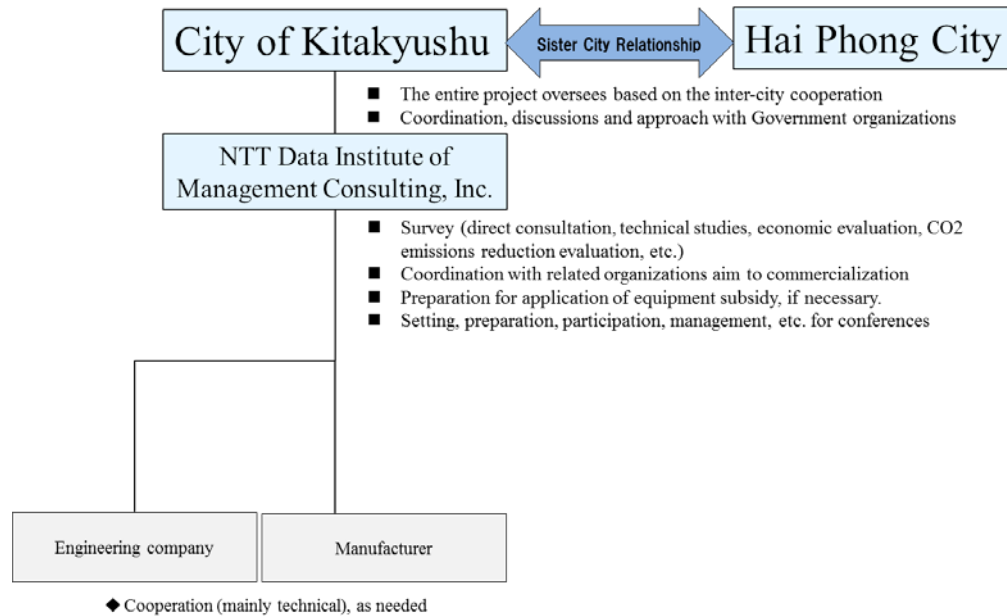 City of Kitakyushu
Sister City Relationship
Hai Phong City
■ The entire project oversees based on the inter-city cooperation
■ Coordination, discussions and approach with Government organizations
NTT Data Institute of
Management Consulting, Inc.
■ Survey (direct consultation, technical studies, economic evaluation, CO2
emissions reduction evaluation, etc.)
■ Coordination with related organizations aim to commercialization
■ Preparation for application of equipment subsidy, if necessary.
■ Setting, preparation, participation, management, etc. for conferences
Engineering company
Manufacturer
◆ Cooperation (mainly technical), as needed